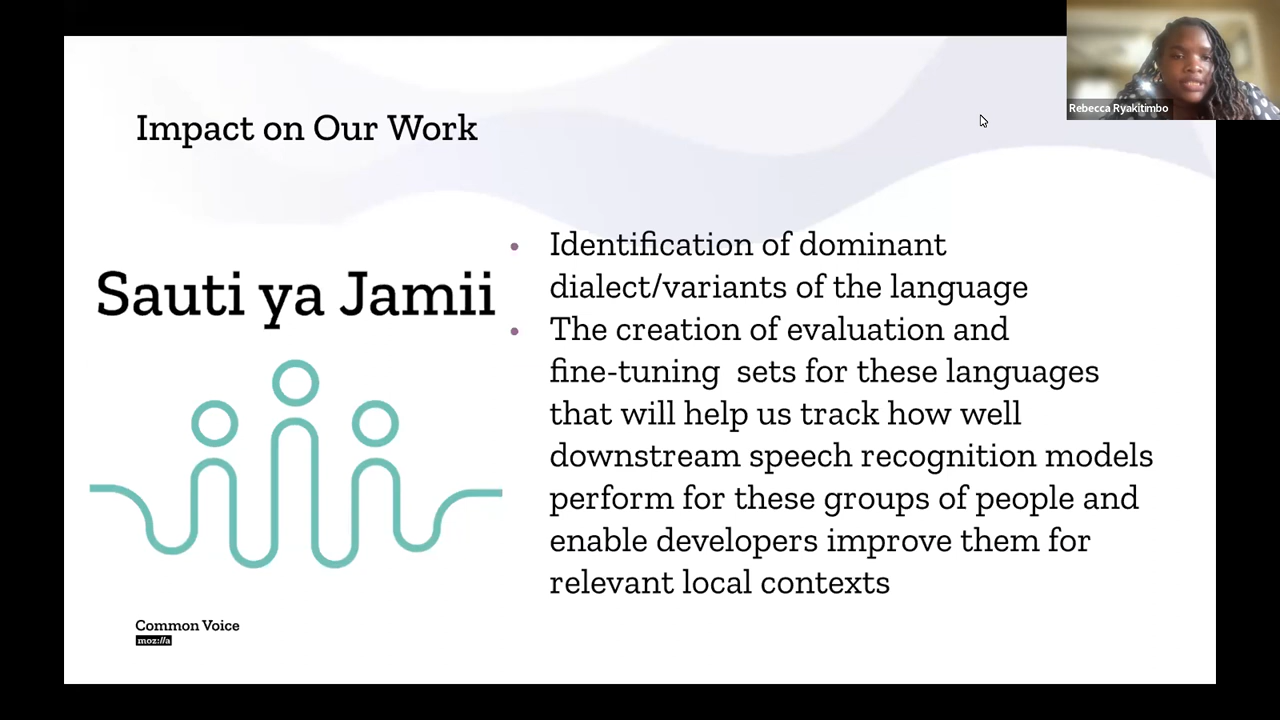 Rebecca Ryakitimbo
Impact on Our Work
Sauti ya Jamii
• Identification of dominant
dialect/variants of the language
• The creation of evaluation and
fine-tuning sets for these languages
that will help us track how well
downstream speech recognition models
perform for these groups of people and
enable developers improve them for
relevant local contexts
Common Voice
moz://a